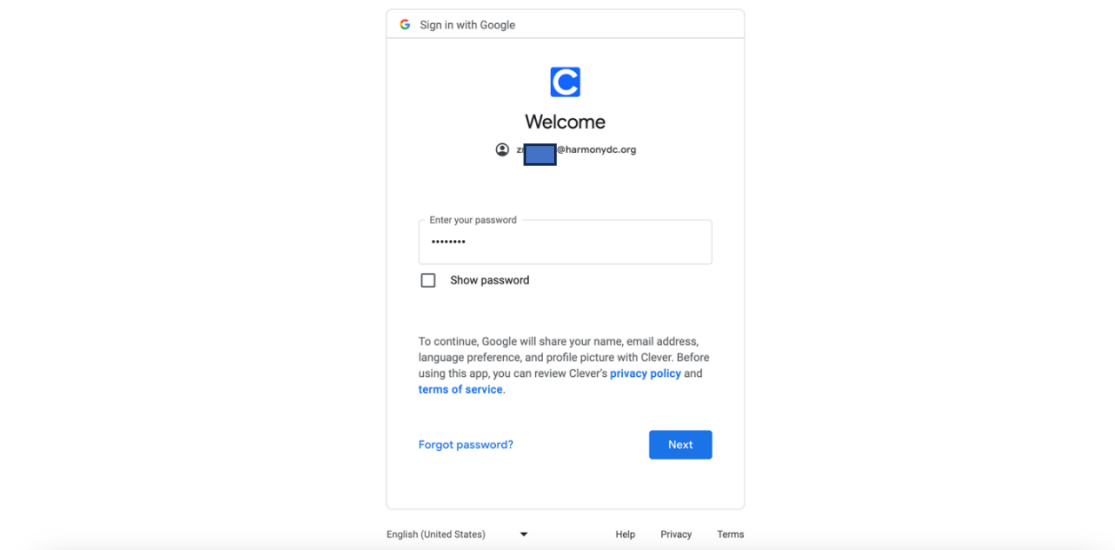 Sign in with Google
Welcome
@harmonydc.org
Enter your password
••••••••
Show password
To continue, Google will share your name, email address,
language preference, and profile picture with Clever. Before
using this app, you can review Clever's privacy policy and
terms of service.
Forgot password?
Next
English (United States)
Help Privacy Terms